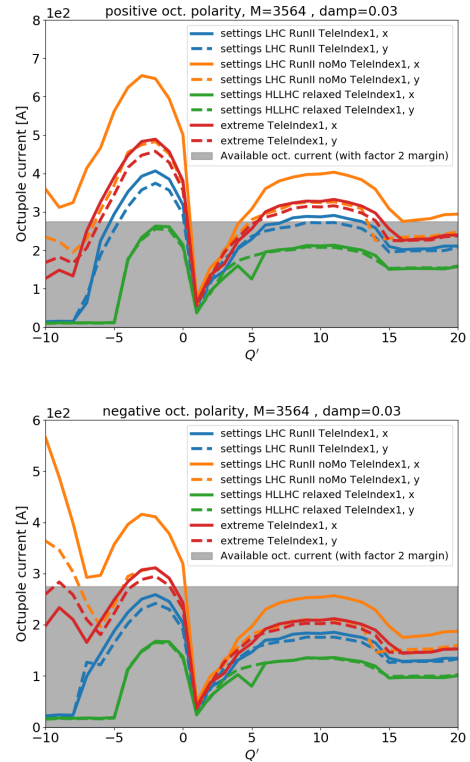 positive oct. polarity, M=3564 , damp=0.03
1e2
8
7
6
5
4
3
2
1
0
Octupole current [A]
settings LHC RunII TeleIndex1, x
settings LHC RunII TeleIndex1, y
settings LHC RunII noMo TeleIndex1, x
settings LHC RunII noMo TeleIndex1, y
settings HLLHC relaxed TeleIndex1, x
settings HLLHC relaxed TeleIndex1, y
extreme TeleIndex1, x
extreme TeleIndex1, y
Available oct. current (with factor 2 margin)
−10 −5 0 5 10 15 20
Q′
negative oct. polarity, M=3564 , damp=0.03
1e2
6
5
4
3
2
1
0
Octupole current [A]
settings LHC RunII TeleIndex1, x
settings LHC RunII TeleIndex1, y
settings LHC RunII noMo TeleIndex1, x
settings LHC RunII noMo TeleIndex1, y
settings HLLHC relaxed TeleIndex1, x
settings HLLHC relaxed TeleIndex1, y
extreme TeleIndex1, x
extreme TeleIndex1, y
Available oct. current (with factor 2 margin)
−10 −5 0 5 10 15 20
Q′